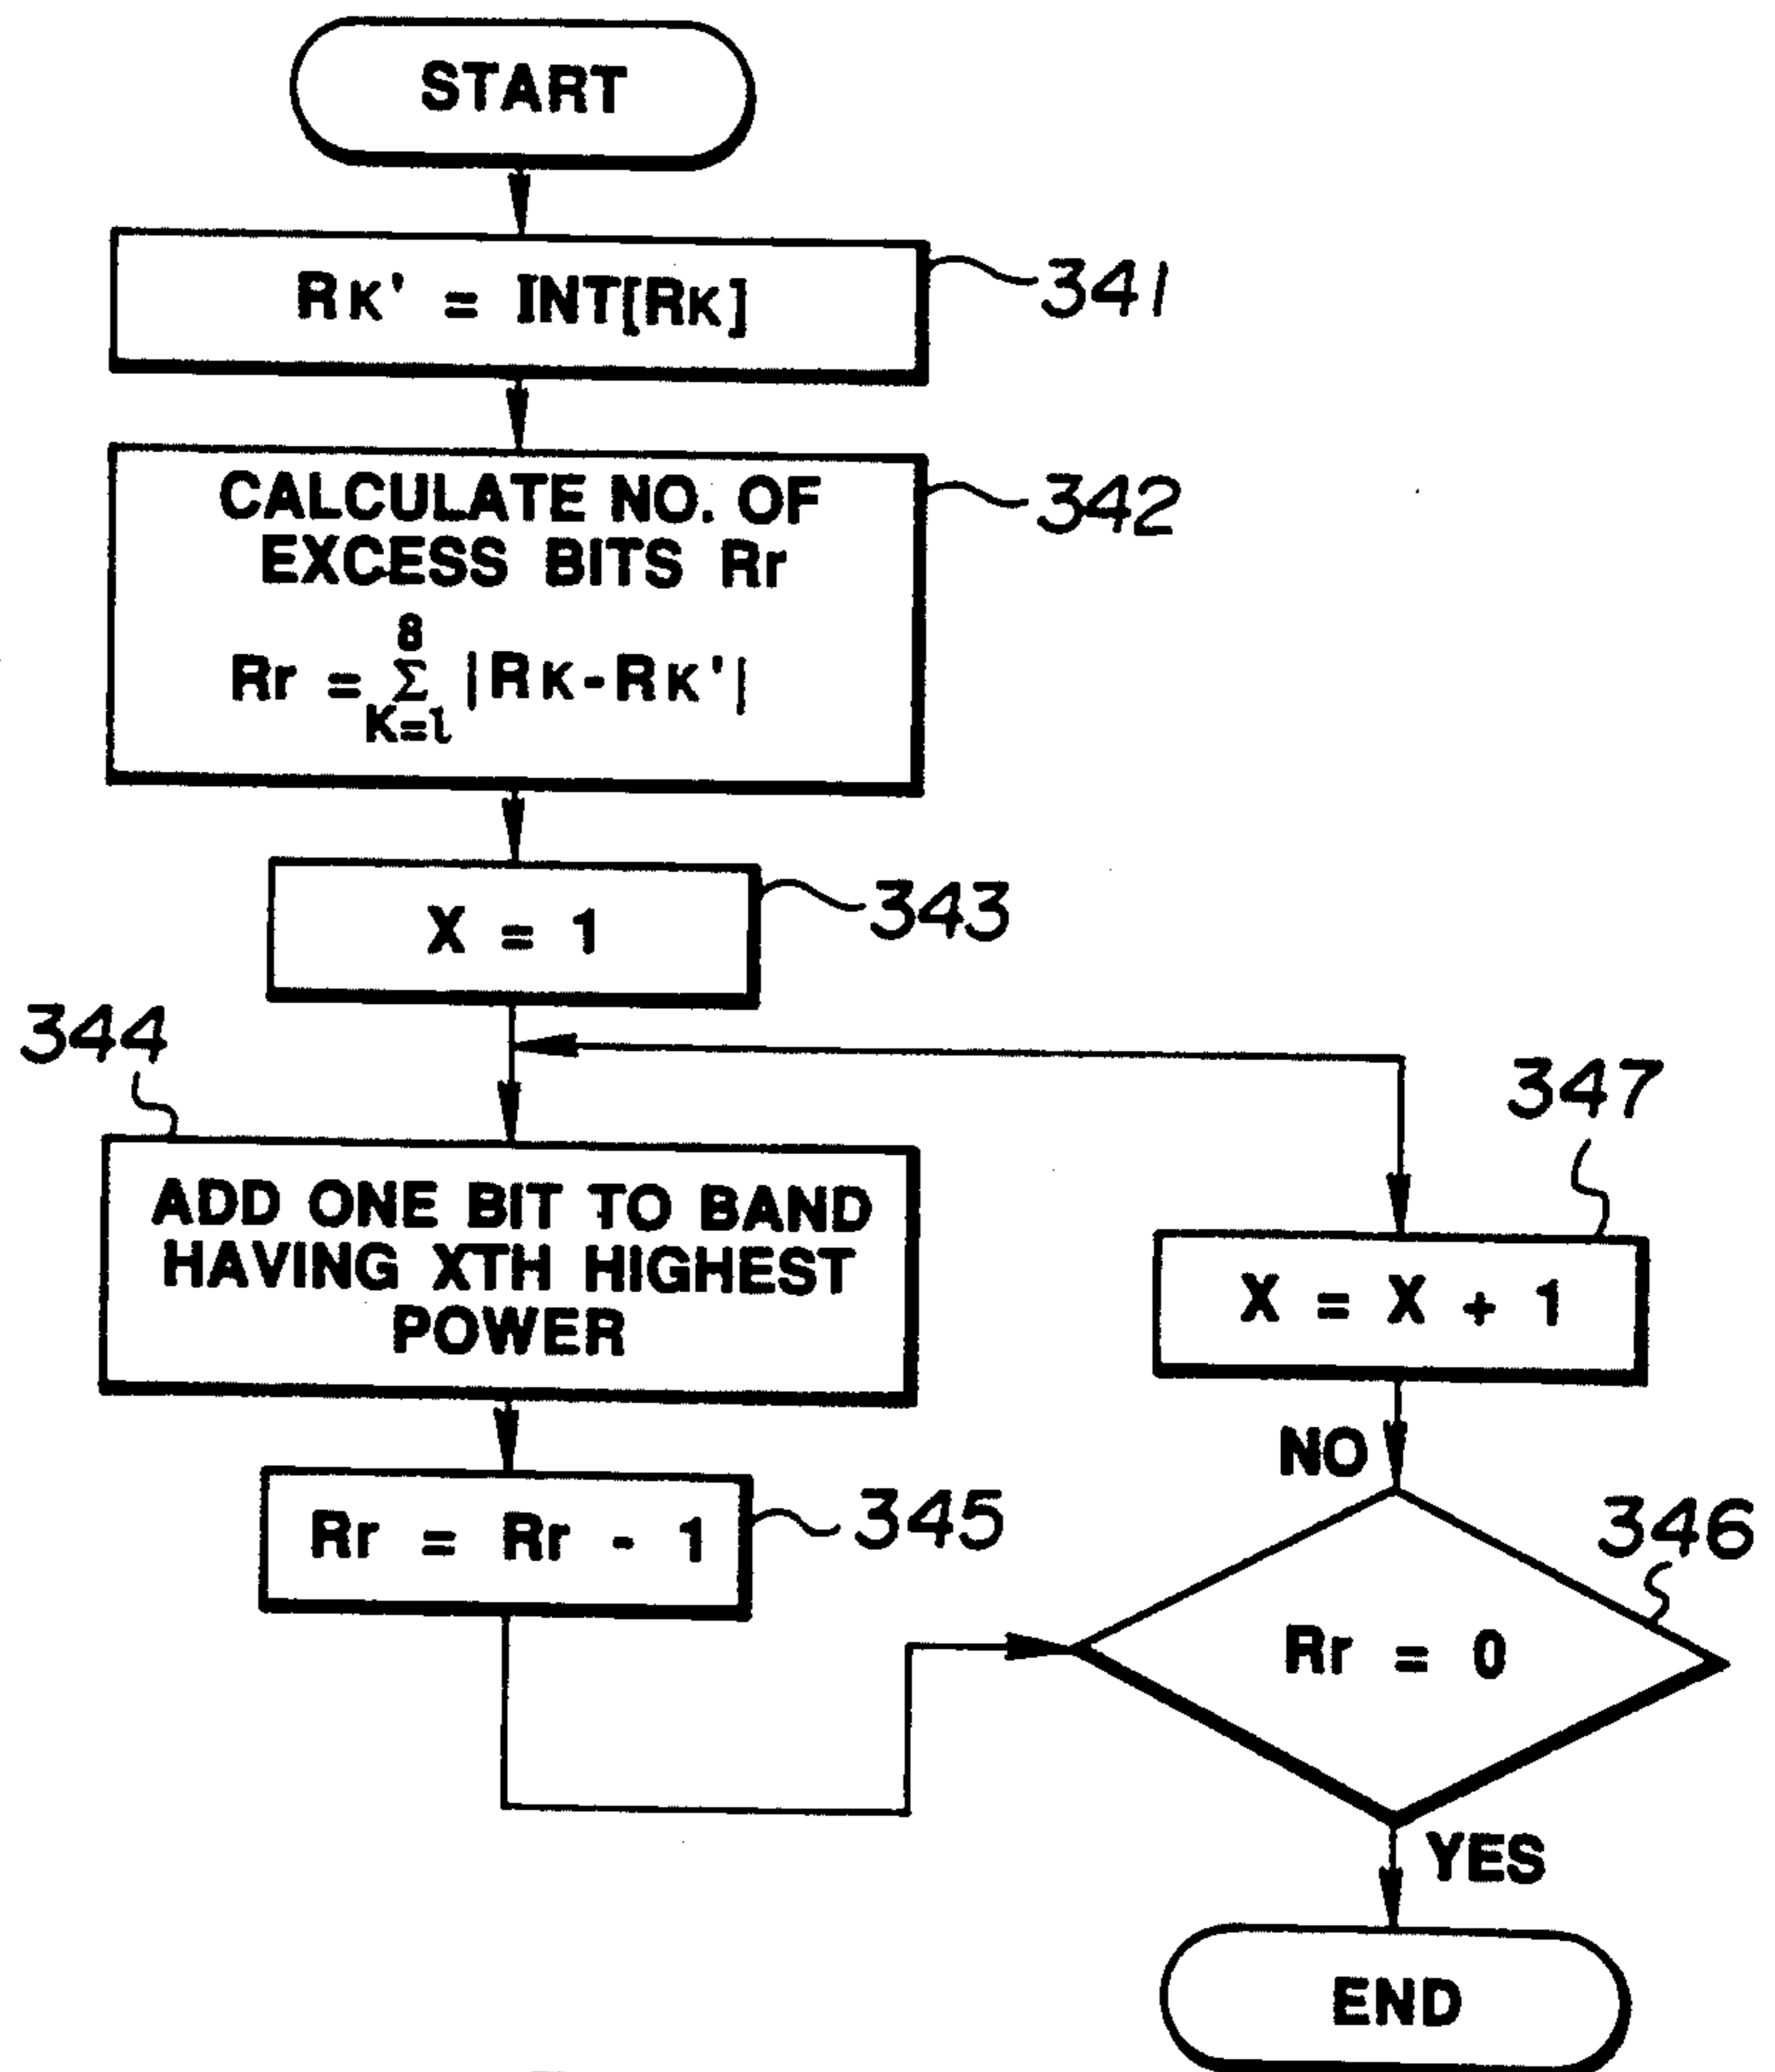 START
RK' = INT[RK]
341
CALCULATE NO. OF
EXCESS BITS Rr
8
Rr = Σ |RK-RK'|
K=1
342
X = 1
343
344
ADD ONE BIT TO BAND
HAVING XTH HIGHEST
POWER
347
X = X + 1
NO
Rr = Rr - 1
345
346
Rr = 0
YES
END